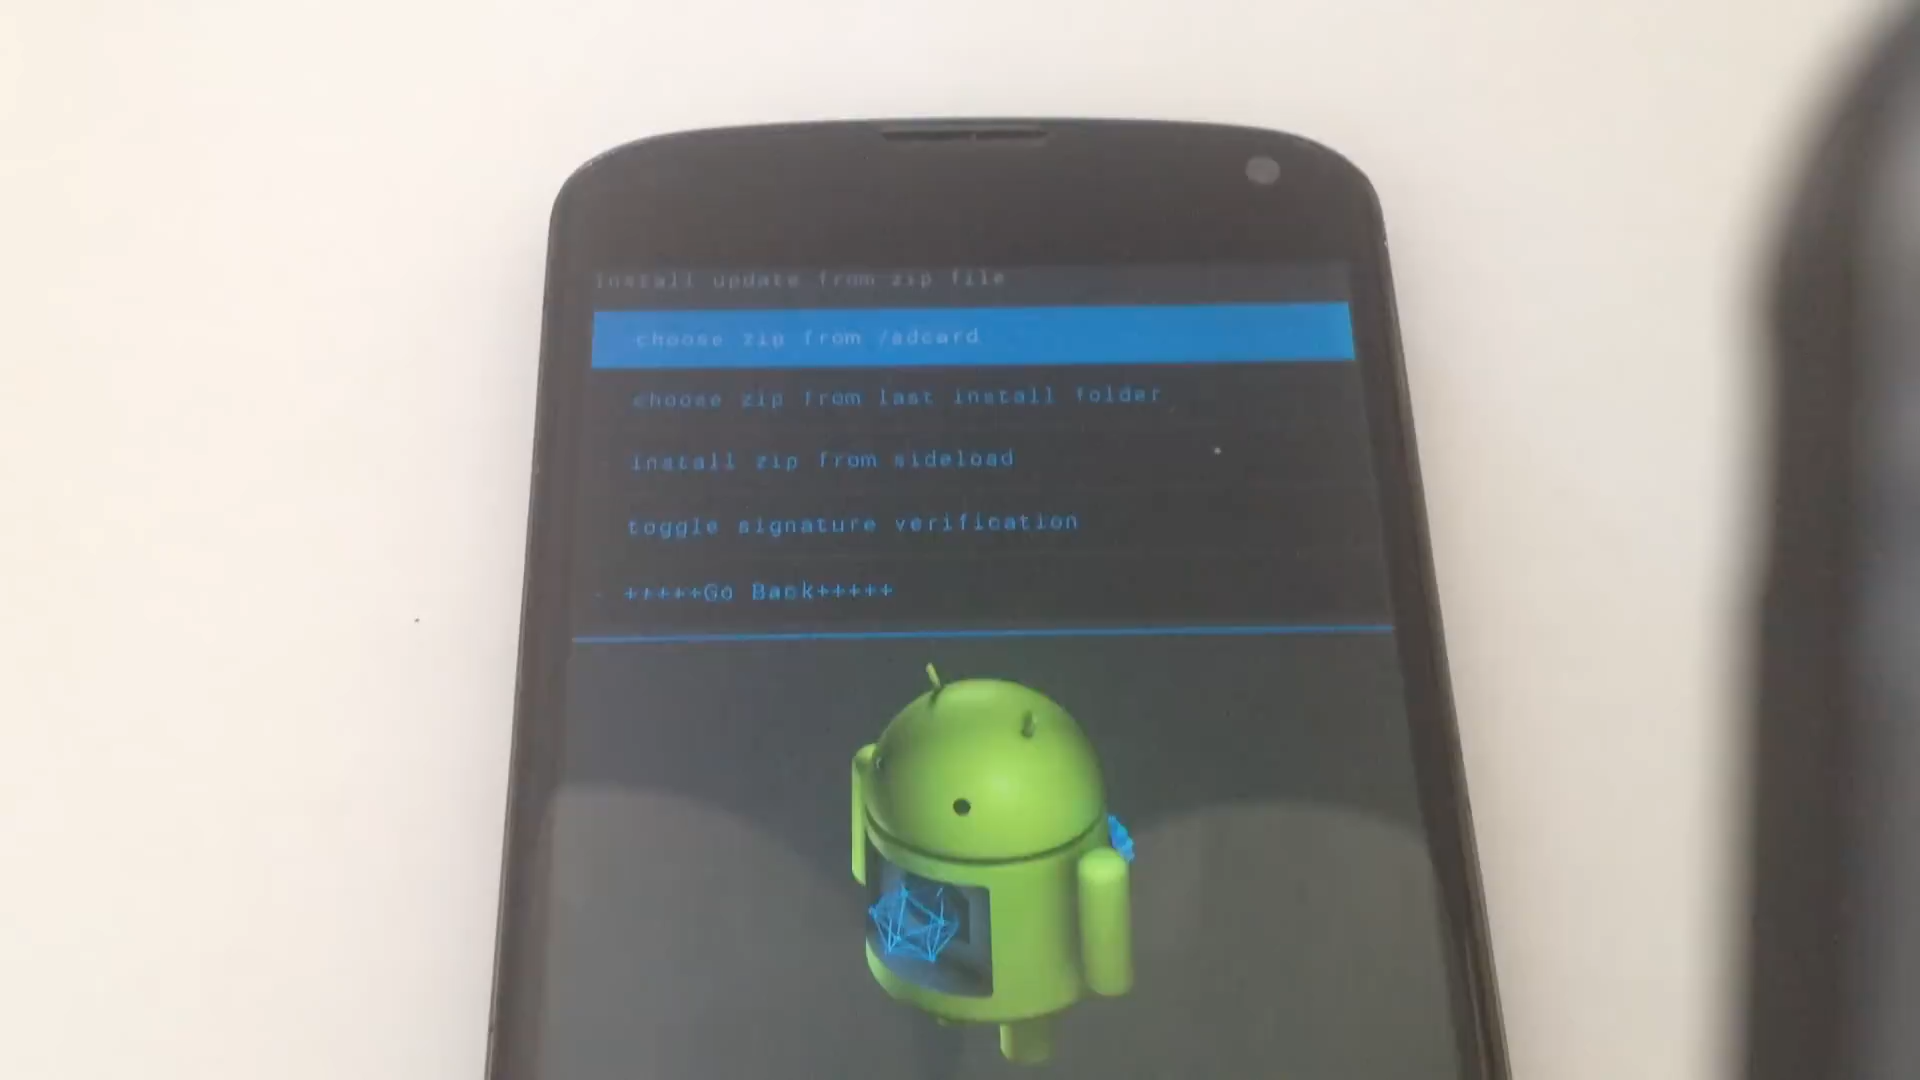 Install update from zip file
choose zip from /sdcard
choose zip from last install folder
install zip from sideload
toggle signature verification
- +++++Go Back+++++